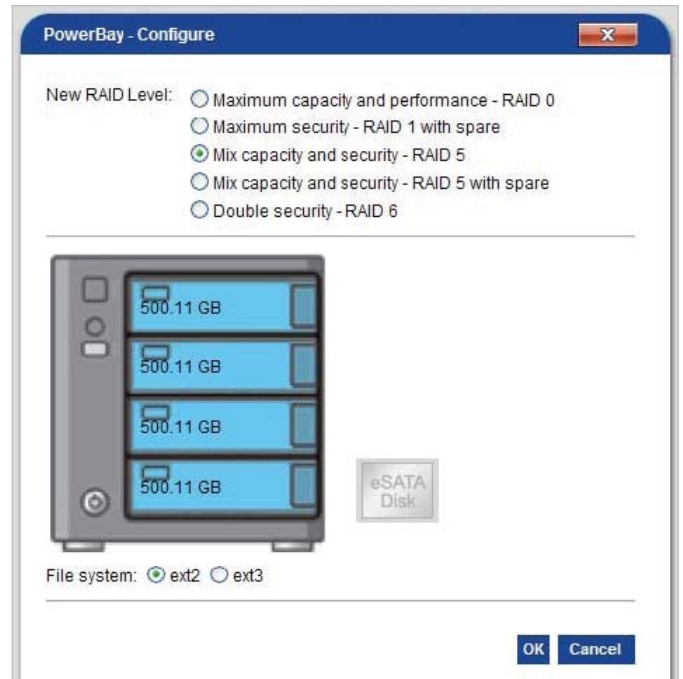 PowerBay - Configure
X
New RAID Level:
Maximum capacity and performance - RAID 0
Maximum security - RAID 1 with spare
Mix capacity and security - RAID 5
Mix capacity and security - RAID 5 with spare
Double security - RAID 6
500.11 GB
500.11 GB
500.11 GB
500.11 GB
eSATA
Disk
File system: ext2 ext3
OK Cancel